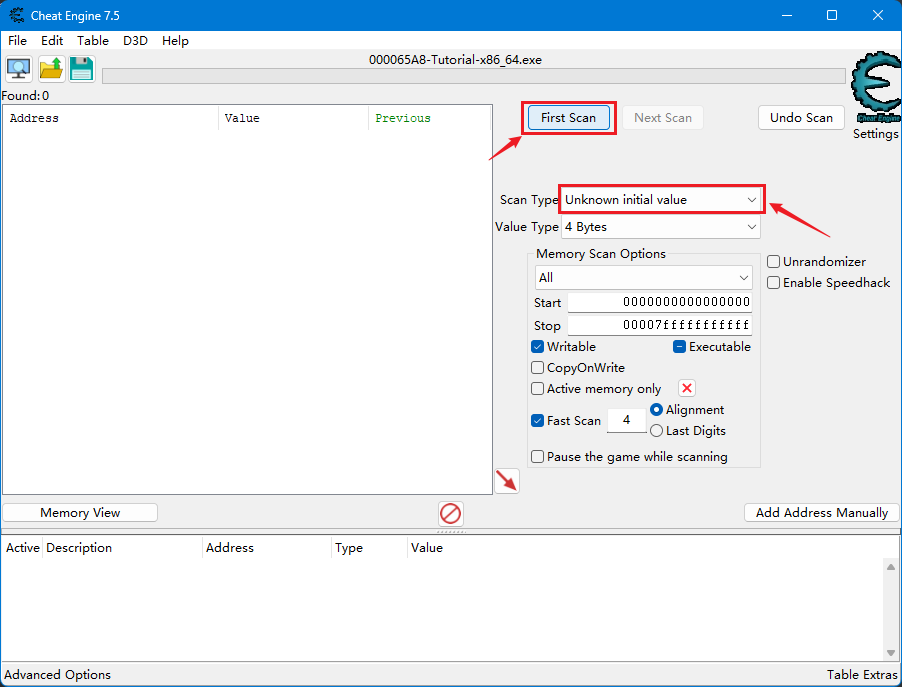 Cheat Engine 7.5
File Edit Table D3D Help
000065A8-Tutorial-x86_64.exe
Found: 0
Address Value Previous
First Scan Next Scan Undo Scan
Cheat Engine
Settings
Scan Type Unknown initial value
Value Type 4 Bytes
Memory Scan Options
All
Unrandomizer
Enable Speedhack
Start 0000000000000000
Stop 00007fffffffffff
Writable Executable
CopyOnWrite
Active memory only
Fast Scan 4 Alignment
Last Digits
Pause the game while scanning
Memory View Add Address Manually
Active Description Address Type Value
Advanced Options Table Extras